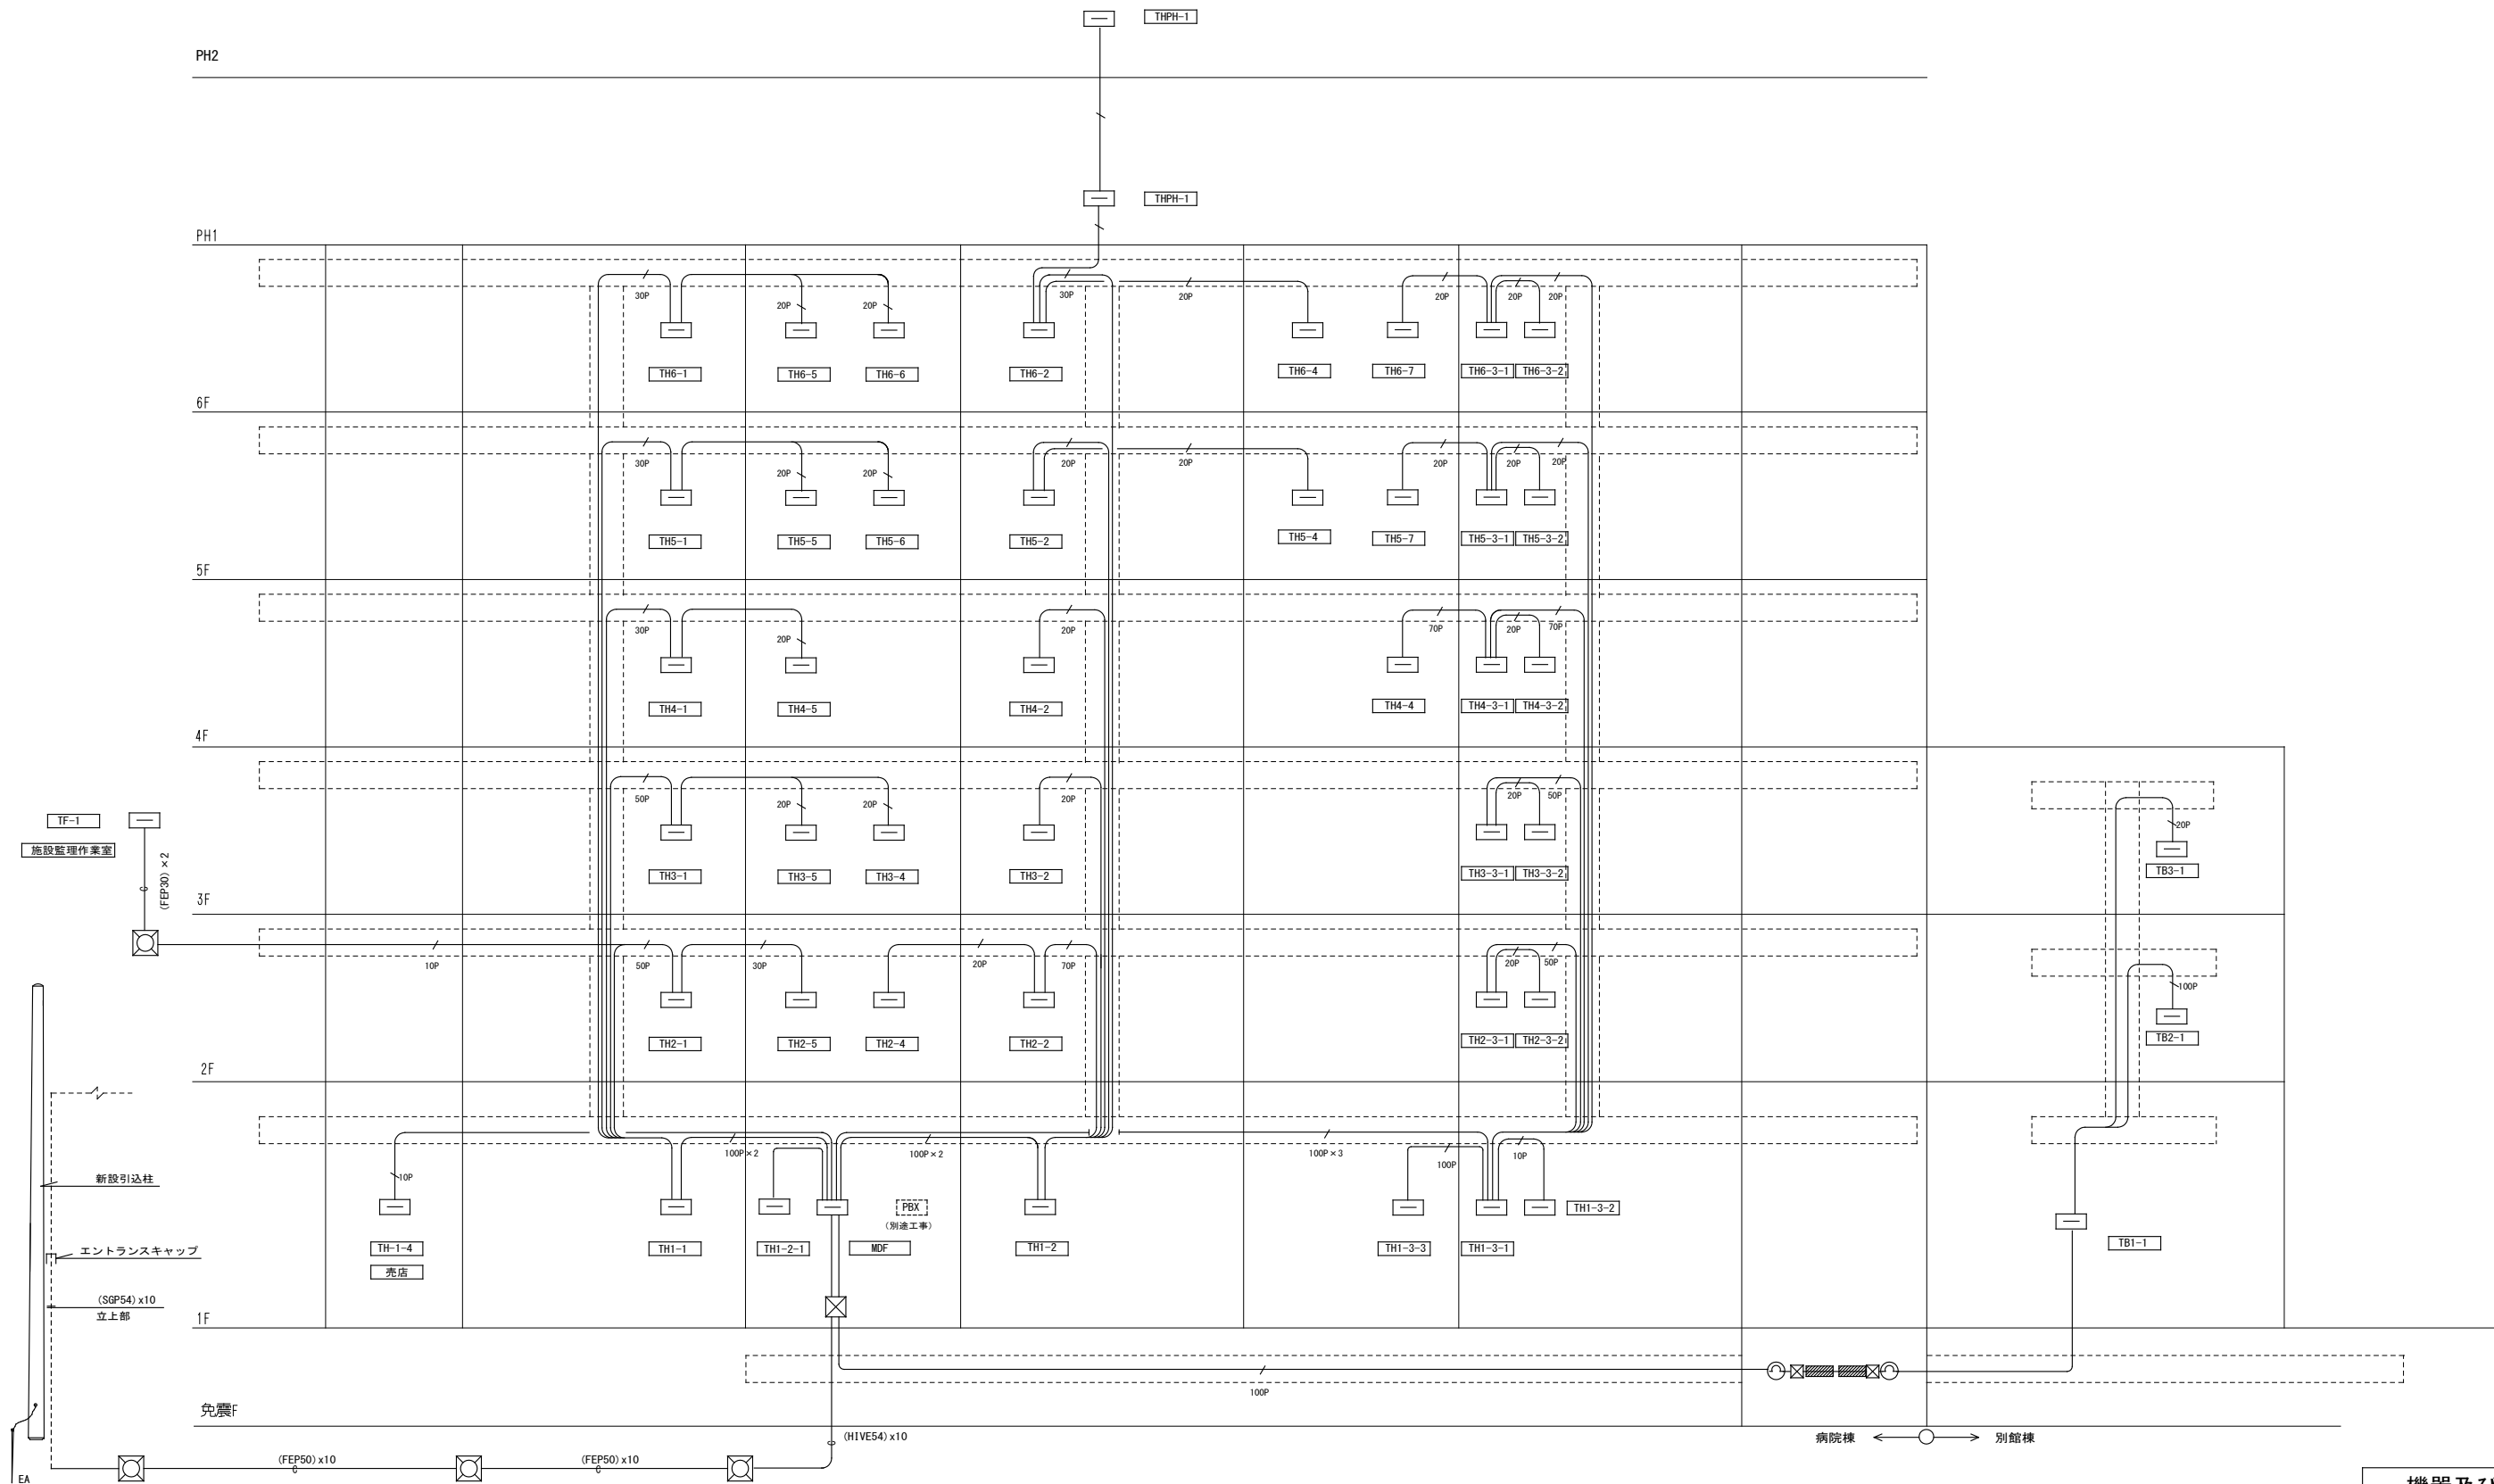 THPH-1
PH2
THPH-1
PH1
30P
20P
20P
30P
20P
20P
20P
20P
TH6-1
TH6-5
TH6-6
TH6-2
TH6-4
TH6-7
TH6-3-1
TH6-3-2
6F
30P
20P
20P
20P
20P
20P
20P
20P
TH5-1
TH5-5
TH5-6
TH5-2
TH5-4
TH5-7
TH5-3-1
TH5-3-2
5F
30P
20P
20P
70P
20P
70P
TH4-1
TH4-5
TH4-2
TH4-4
TH4-3-1
TH4-3-2
4F
50P
20P
20P
20P
20P
50P
20P
TF-1
施設監理作業室
(FEP30)×2
TH3-1
TH3-5
TH3-4
TH3-2
TH3-3-1
TH3-3-2
TB3-1
3F
10P
50P
30P
20P
70P
20P
50P
100P
TH2-1
TH2-5
TH2-4
TH2-2
TH2-3-1
TH2-3-2
TB2-1
2F
100P×2
100P×2
100P×3
100P
10P
新設引込柱
10P
PBX
(別途工事)
TH1-3-2
エントランスキャップ
TH-1-4
売店
TH1-1
TH1-2-1
MDF
TH1-2
TH1-3-3
TH1-3-1
TB1-1
(SGP54)x10
立上部
1F
100P
免震F
(HIVE54)x10
病院棟
別館棟
(FEP50)x10
(FEP50)x10
EA
機器及び